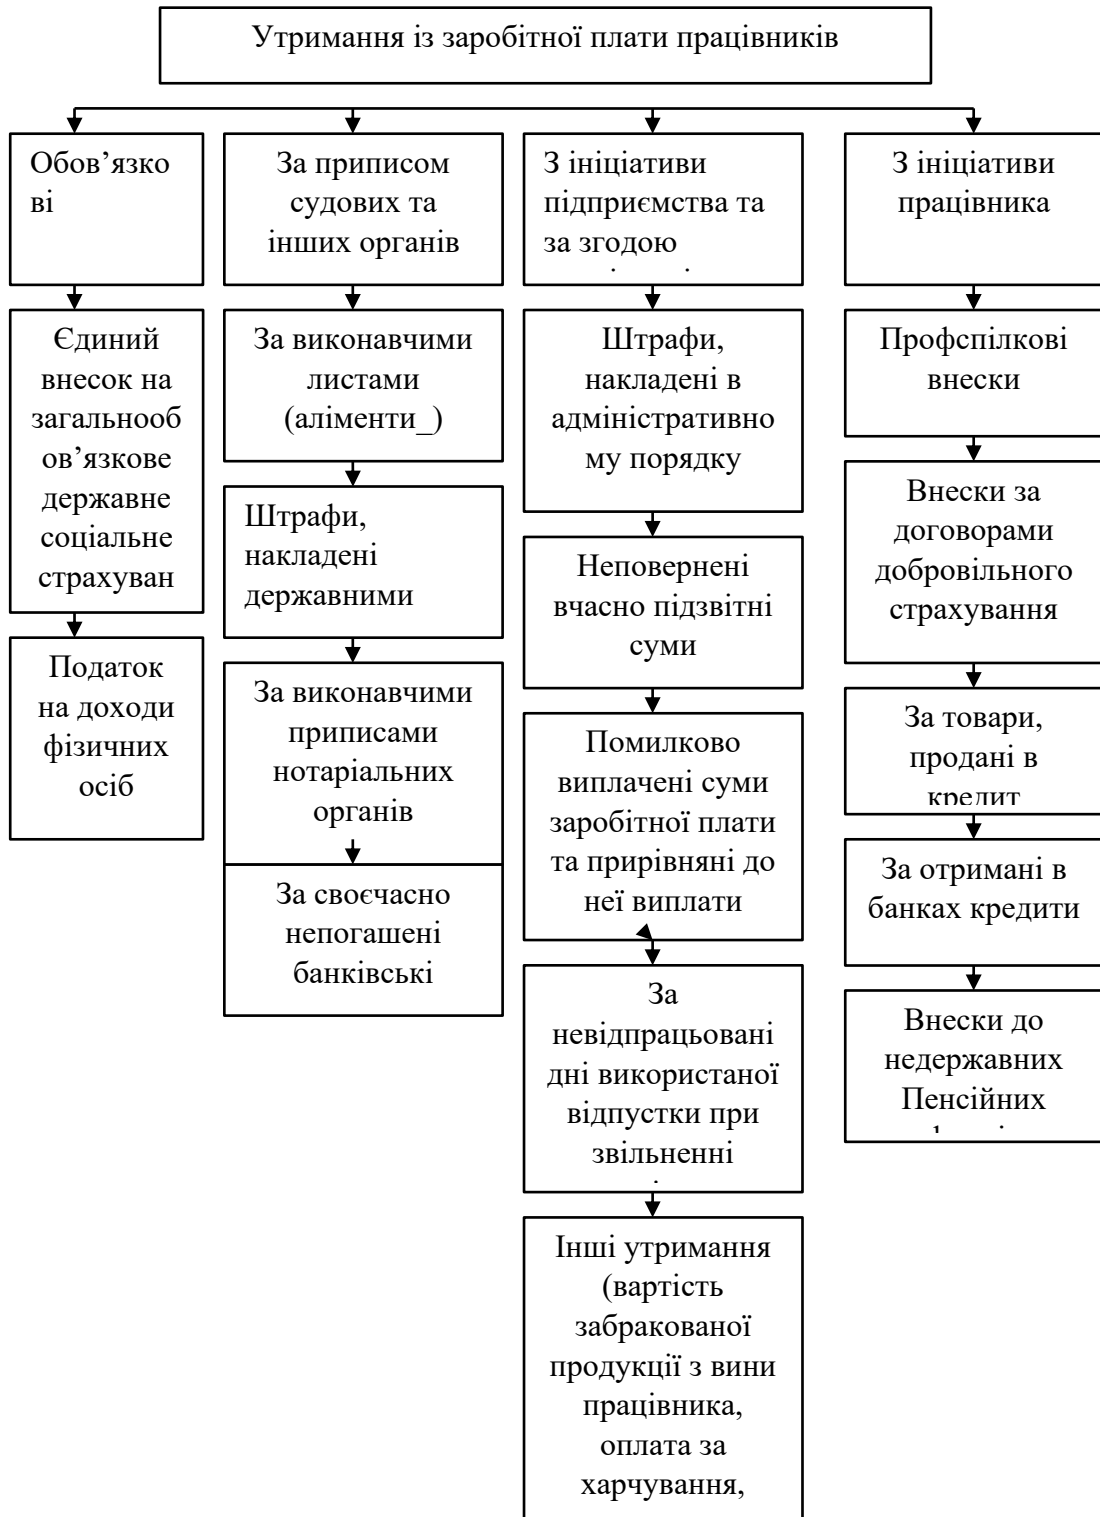 Утримання із заробітної плати працівників
Обов’язко
ві
За приписом
судових та
інших органів
З ініціативи
підприємства та
за згодою
З ініціативи
працівника
Єдиний
внесок на
загальнооб
ов’язкове
державне
соціальне
страхуван
Податок
на доходи
фізичних
осіб
За виконавчими
листами
(аліменти_)
Штрафи,
накладені
державними
За виконавчими
приписами
нотаріальних
органів
За своєчасно
непогашені
банківські
Штрафи,
накладені в
адміністративно
му порядку
Неповернені
вчасно підзвітні
суми
Помилково
виплачені суми
заробітної плати
та прирівняні до
неї виплати
За
невідпрацьовані
дні використаної
відпустки при
звільненні
Інші утримання
(вартість
забракованої
продукції з вини
працівника,
оплата за
харчування,
Профспілкові
внески
Внески за
договорами
добровільного
страхування
За товари,
продані в
кредит
За отримані в
банках кредити
Внески до
недержавних
Пенсійних